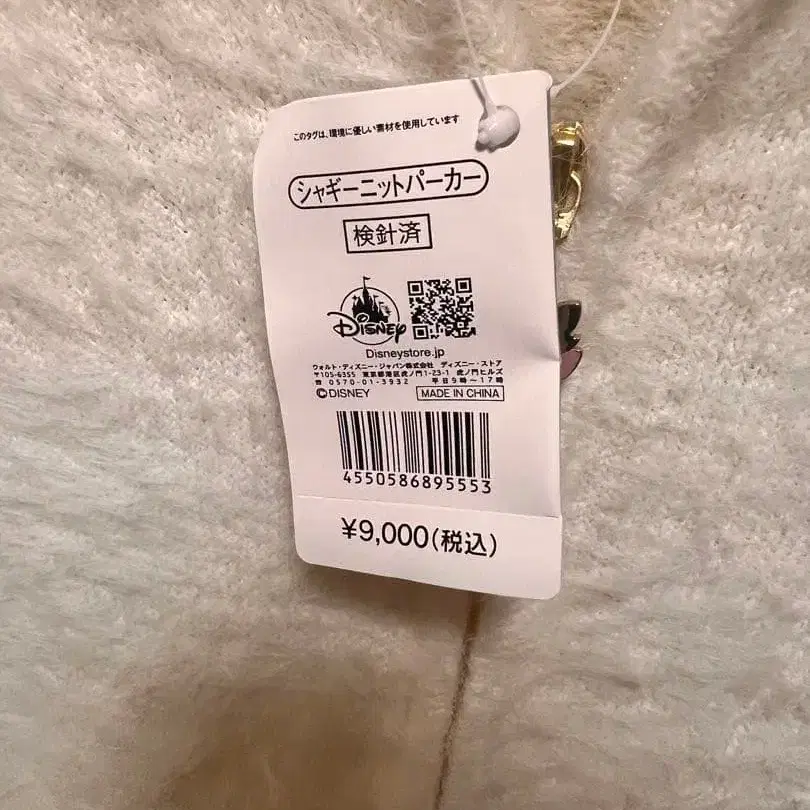 このタグは、環境に優しい素材を使用しています
シャギーニットパーカー
検針済
Disney
Disneystore.jp
ウォルト・ディズニー・ジャパン株式会社 ディズニー・ストア
〒105-6355 東京都港区虎ノ門1-23-1 虎ノ門ヒルズ
☎ 0570-01-3932 平日9時～17時
©DISNEY MADE IN CHINA
4550586895553
¥9,000(税込)